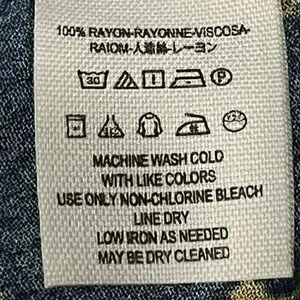 100% RAYON-RAYONNE-VISCOSA-
RAIOM-人造絲-レーヨン
30 P
MACHINE WASH COLD
WITH LIKE COLORS
USE ONLY NON-CHLORINE BLEACH
LINE DRY
LOW IRON AS NEEDED
MAY BE DRY CLEANED